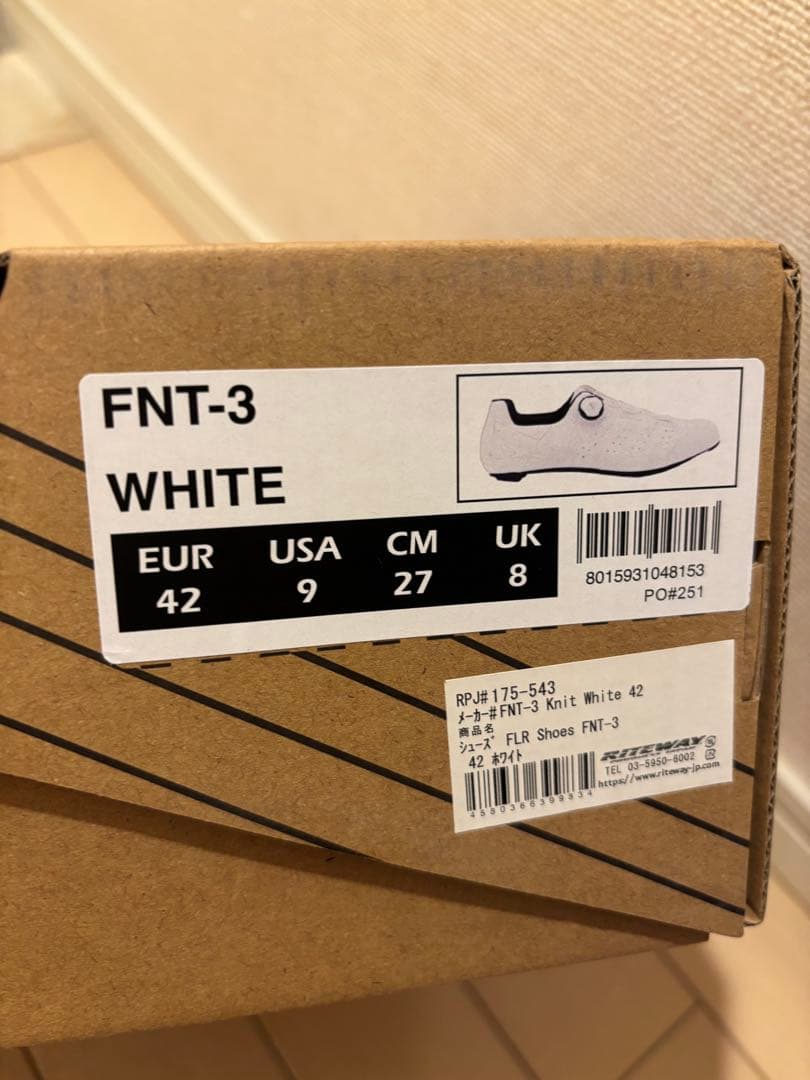 FNT-3
WHITE
EUR USA CM UK
42 9 27 8
8015931048153
PO#251
RPJ# 175-543
メーカー# FNT-3 Knit White 42
商品名
シューズ FLR Shoes FNT-3
42 ホワイト
RITEWAY
TEL 03-5950-6002
https://www.riteway-jp.com
4580366399834